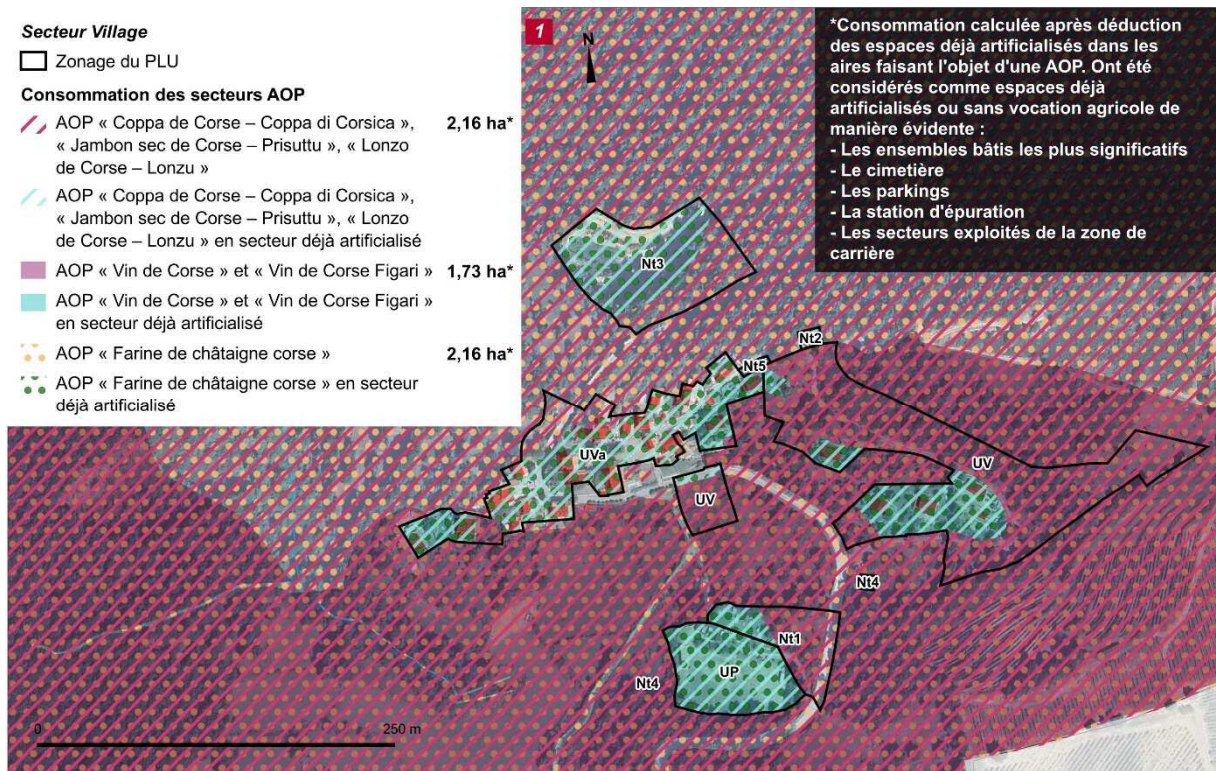 Secteur Village
Zonage du PLU
Consommation des secteurs AOP
AOP « Coppa de Corse – Coppa di Corsica », 2,16 ha*
« Jambon sec de Corse – Prisuttu », « Lonzo
de Corse – Lonzu »
AOP « Coppa de Corse – Coppa di Corsica »,
« Jambon sec de Corse – Prisuttu », « Lonzo
de Corse – Lonzu » en secteur déjà artificialisé
AOP « Vin de Corse » et « Vin de Corse Figari » 1,73 ha*
AOP « Vin de Corse » et « Vin de Corse Figari »
en secteur déjà artificialisé
AOP « Farine de châtaigne corse » 2,16 ha*
AOP « Farine de châtaigne corse » en secteur
déjà artificialisé
1
N
*Consommation calculée après déduction
des espaces déjà artificialisés dans les
aires faisant l'objet d'une AOP. Ont été
considérés comme espaces déjà
artificialisés ou sans vocation agricole de
manière évidente :
- Les ensembles bâtis les plus significatifs
- Le cimetière
- Les parkings
- La station d'épuration
- Les secteurs exploités de la zone de
carrière
Nt3
Nt2
Nt5
UVa
UV
UV
Nt4
Nt1
UP
Nt4
0
250 m